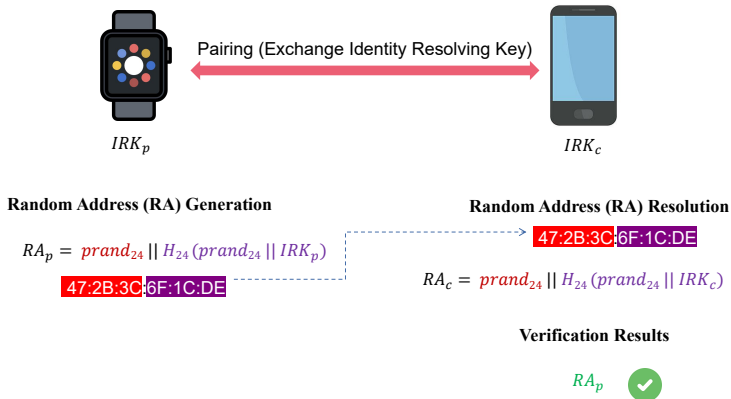 Pairing (Exchange Identity Resolving Key)
IRK_p
IRK_c
Random Address (RA) Generation
RA_p = prand_24 || H_24 (prand_24 || IRK_p)
47:2B:3C:6F:1C:DE
Random Address (RA) Resolution
47:2B:3C:6F:1C:DE
RA_c = prand_24 || H_24 (prand_24 || IRK_c)
Verification Results
RA_p